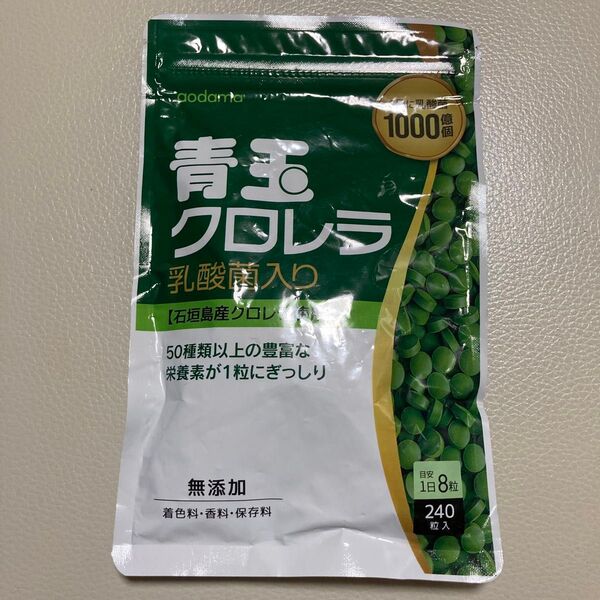 aodama
乳酸菌
1000億個
青玉
クロレラ
乳酸菌入り
【石垣島産クロレ
50種類以上の豊富な
栄養素が1粒にぎっしり
無添加
着色料・香料・保存料
目安
1日8粒
240
粒入